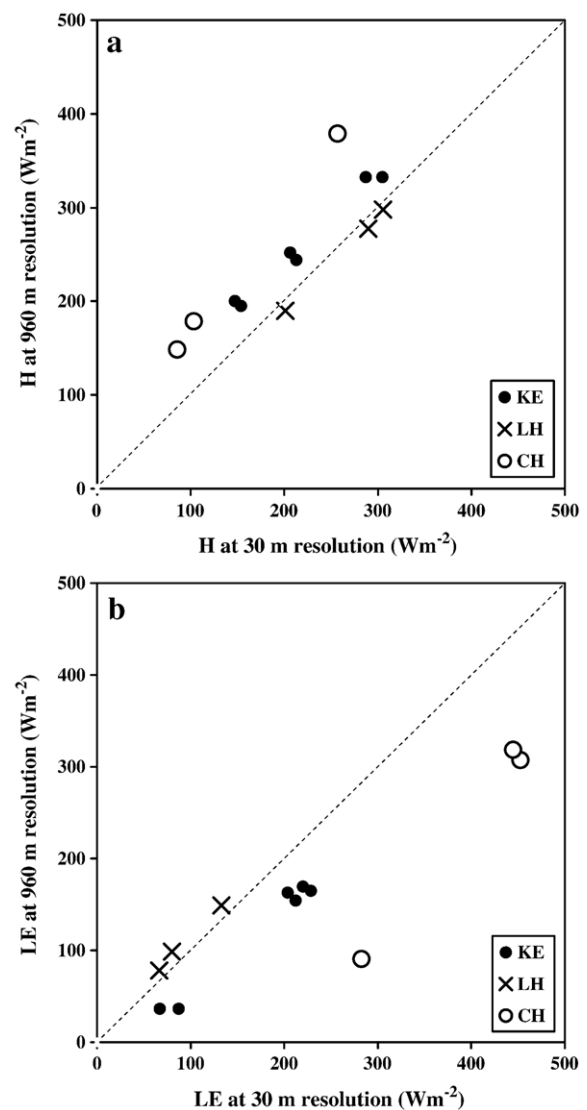 a
500
400
300
200
100
0
H at 960 m resolution (Wm⁻²)
KE
LH
CH
0 100 200 300 400 500
H at 30 m resolution (Wm⁻²)
b
500
400
300
200
100
0
LE at 960 m resolution (Wm⁻²)
KE
LH
CH
0 100 200 300 400 500
LE at 30 m resolution (Wm⁻²)